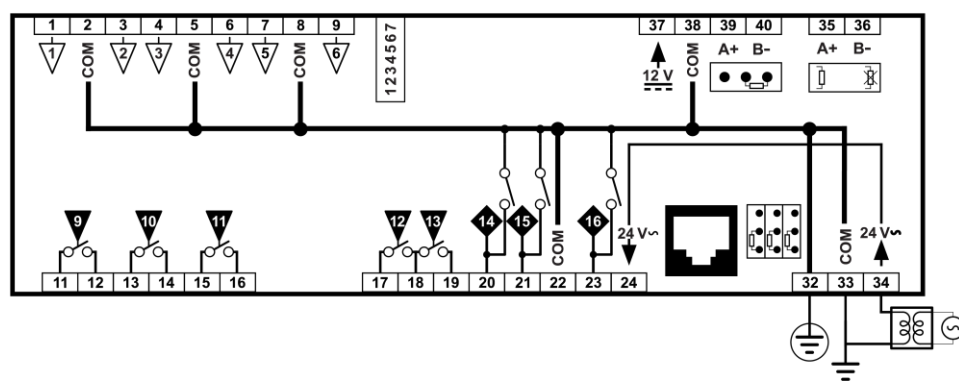 1 2 3 4 5 6 7 8 9
1 COM 2 3 COM 4 5 COM 6
1234567
37 38 39 40 35 36
12 V COM A+ B- A+ B-
9 10 11 12 13 14 15 COM 16 24 V~ COM 24 V~
11 12 13 14 15 16 17 18 19 20 21 22 23 24 32 33 34